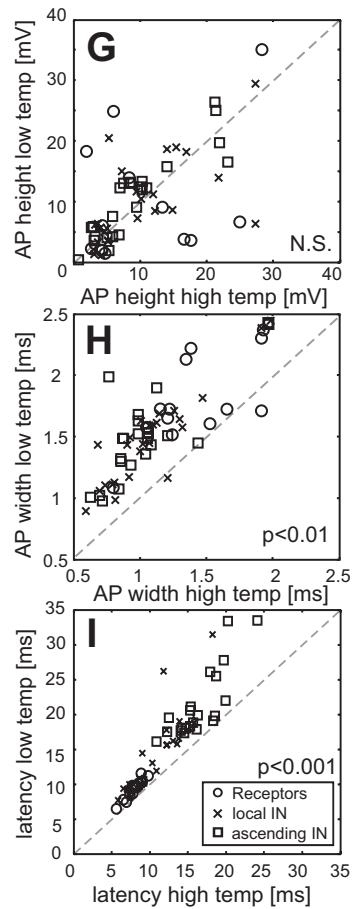 G
40
30
20
10
0
AP height low temp [mV]
N.S.
10 20 30 40
AP height high temp [mV]
H
2.5
2
1.5
1
0.5
AP width low temp [ms]
p<0.01
0.5 1.0 1.5 2 2.5
AP width high temp [ms]
I
35
30
25
20
15
10
5
0
latency low temp [ms]
p<0.001
Receptors
local IN
ascending IN
0 5 10 15 20 25 30 35
latency high temp [ms]